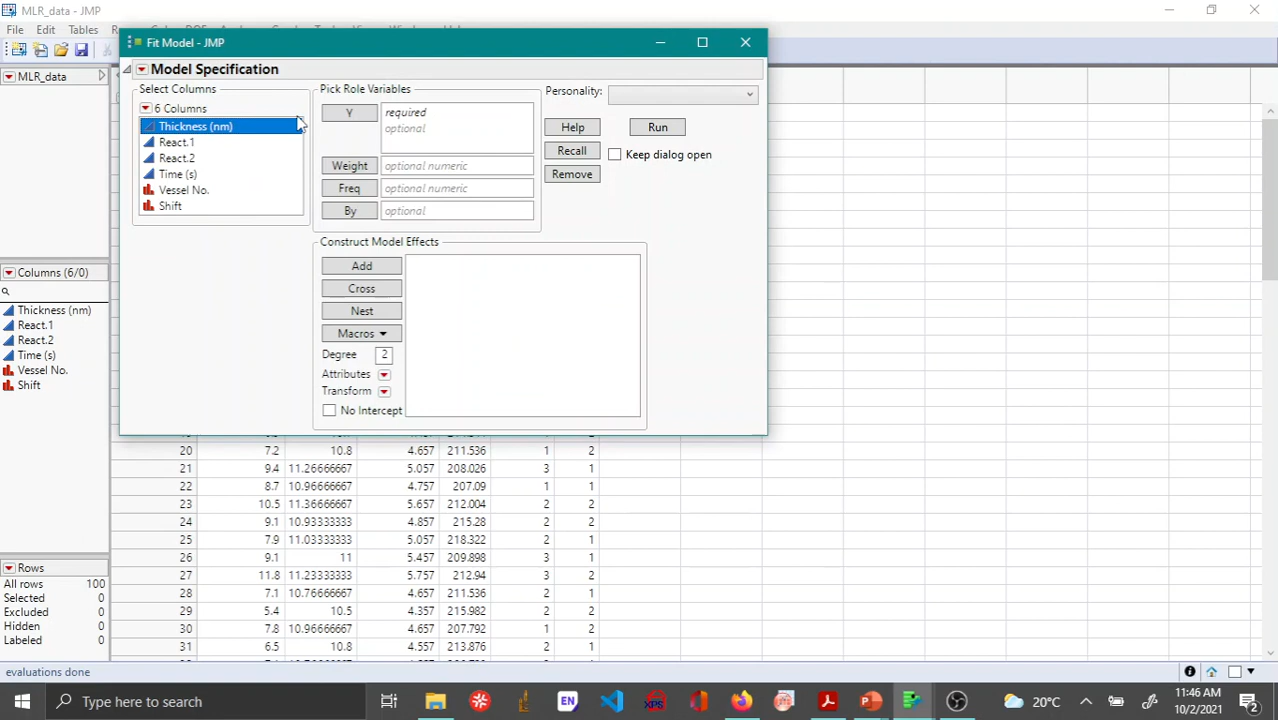 MLR_data - JMP
File Edit Tables
Fit Model - JMP
MLR_data
Model Specification
Select Columns
6 Columns
Thickness (nm)
React.1
React.2
Time (s)
Vessel No.
Shift
Pick Role Variables
Y
required
optional
Weight
optional numeric
Freq
optional numeric
By
optional
Personality:
Help
Run
Recall
Keep dialog open
Remove
Construct Model Effects
Add
Cross
Nest
Macros
Degree 2
Attributes
Transform
No Intercept
Columns (6/0)
Thickness (nm)
React.1
React.2
Time (s)
Vessel No.
Shift
20 7.2 10.8 4.657 211.536 1 2
21 9.4 11.26666667 5.057 208.026 3 1
22 8.7 10.96666667 4.757 207.09 1 1
23 10.5 11.36666667 5.657 212.004 2 2
24 9.1 10.93333333 4.857 215.28 2 2
25 7.9 11.03333333 5.057 218.322 2 1
26 9.1 11 5.457 209.898 3 1
27 11.8 11.23333333 5.757 212.94 3 2
28 7.1 10.76666667 4.657 211.536 2 2
29 5.4 10.5 4.357 215.982 2 2
30 7.8 10.96666667 4.657 207.792 1 2
31 6.5 10.8 4.557 213.876 2 1
Rows
All rows 100
Selected 0
Excluded 0
Hidden 0
Labeled 0
evaluations done
Type here to search
EN
XPS
20°C
11:46 AM
10/2/2021
2